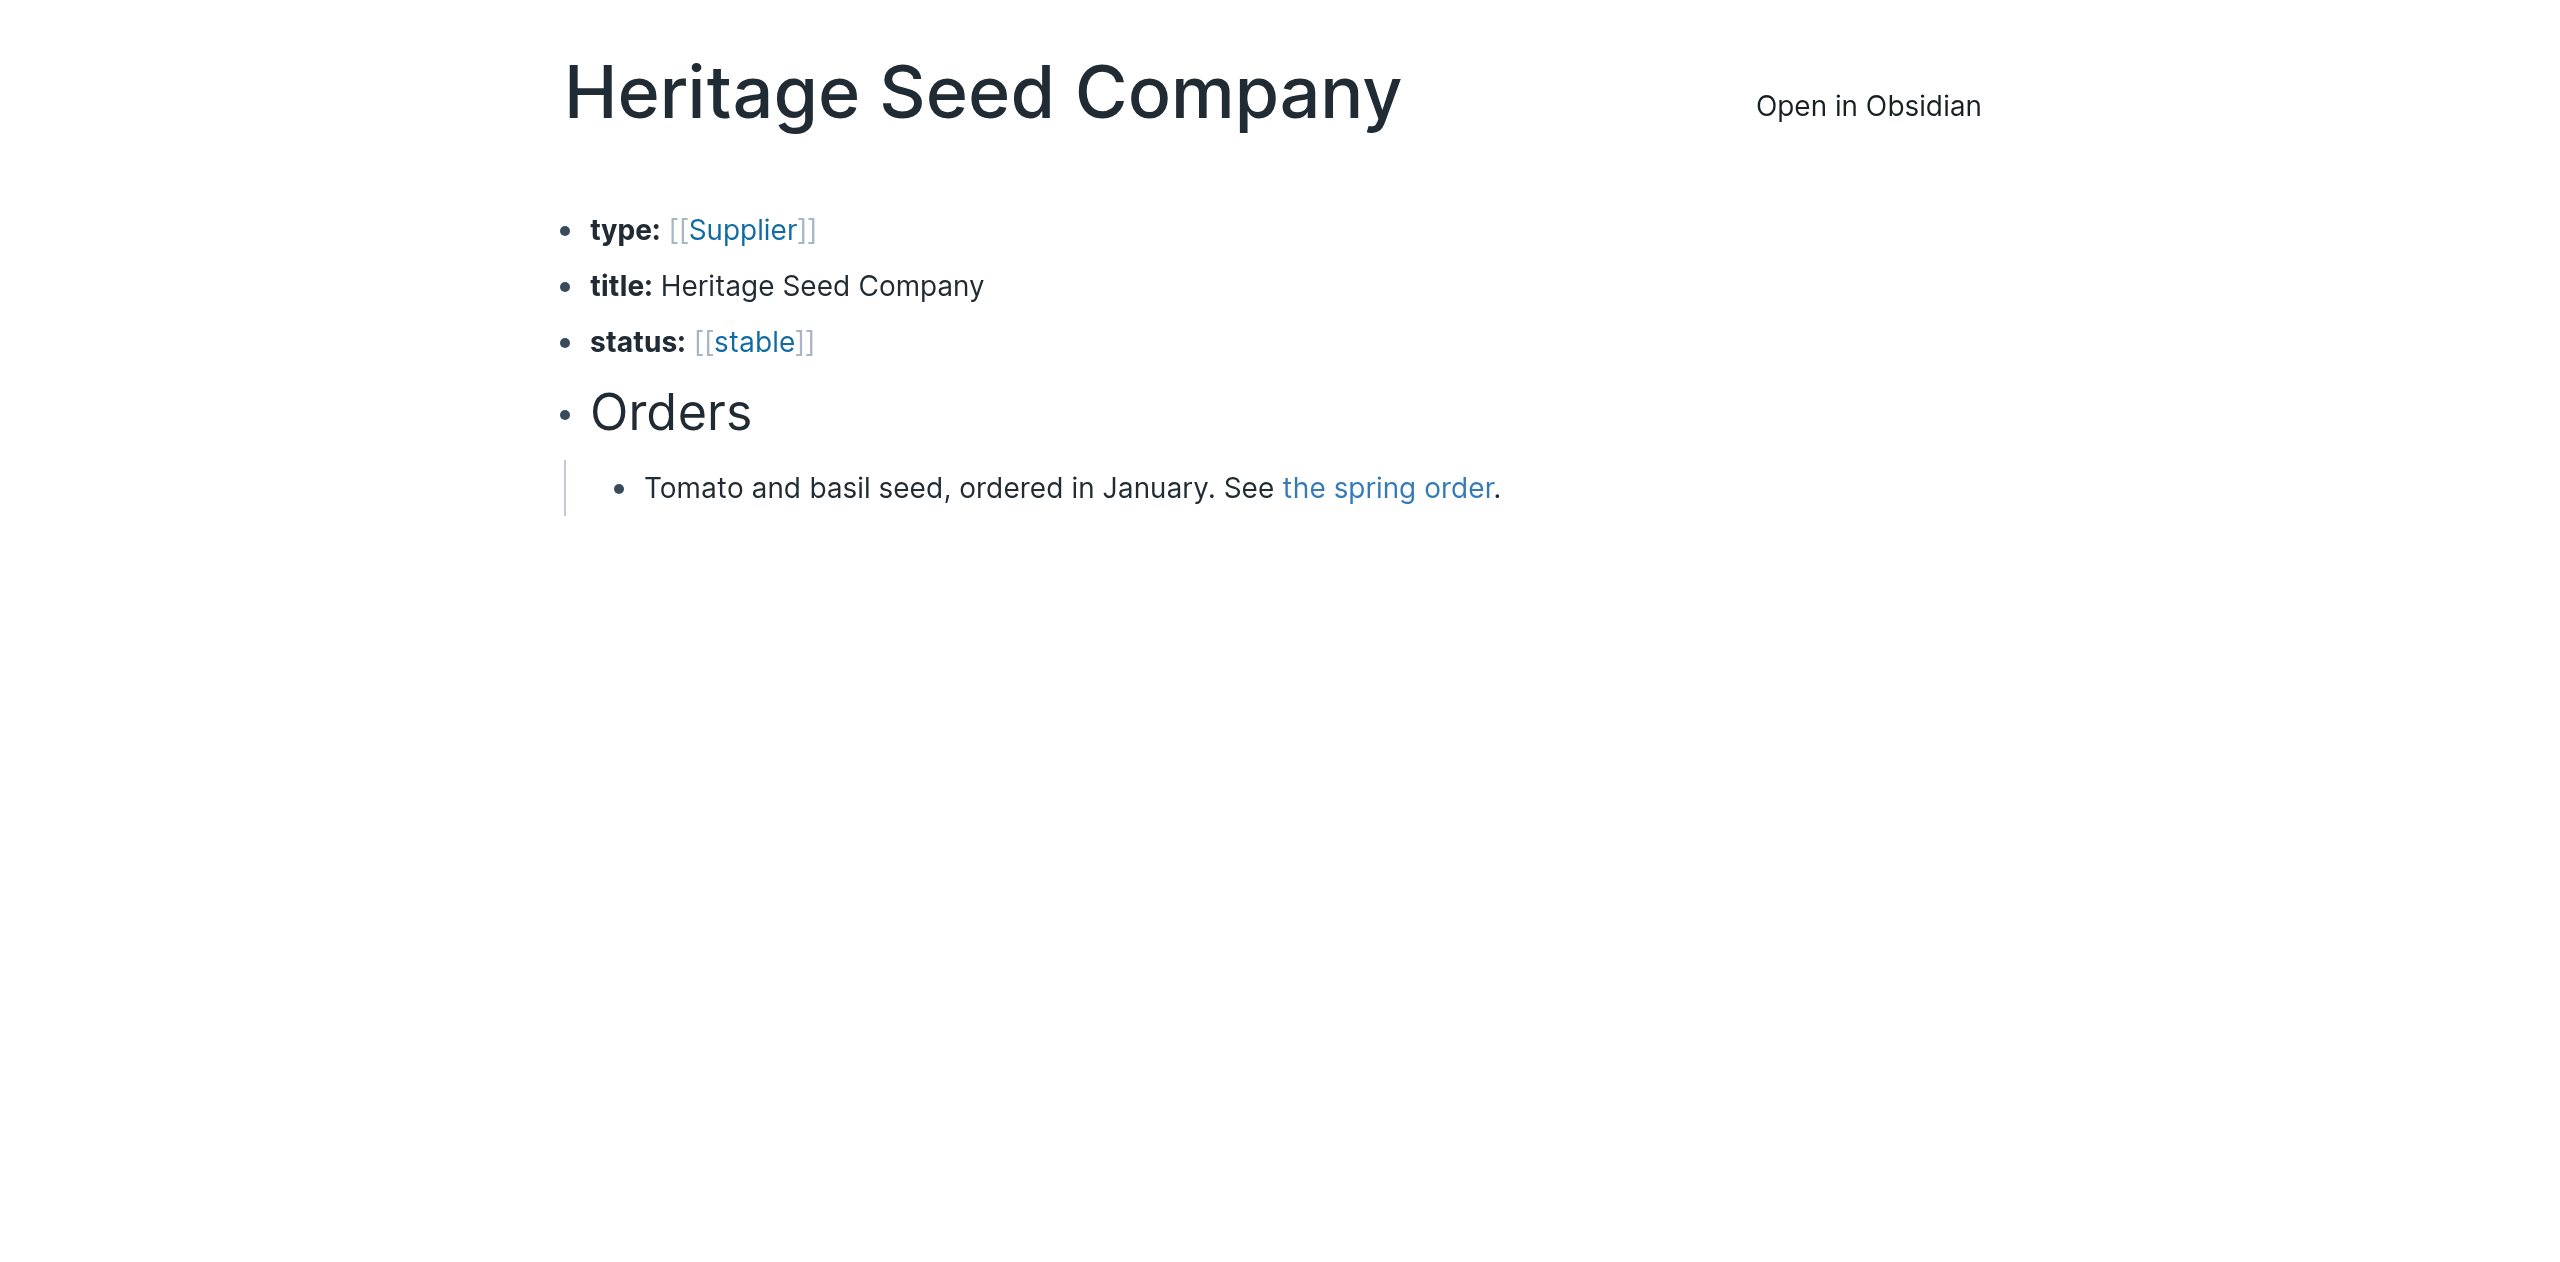 Heritage Seed Company
Open in Obsidian
type: [[Supplier]]
title: Heritage Seed Company
status: [[stable]]
Orders
Tomato and basil seed, ordered in January. See the spring order.